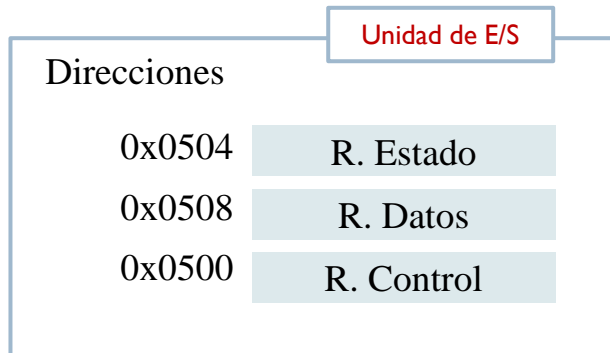 Unidad de E/S
Direcciones
0x0504 R. Estado
0x0508 R. Datos
0x0500 R. Control